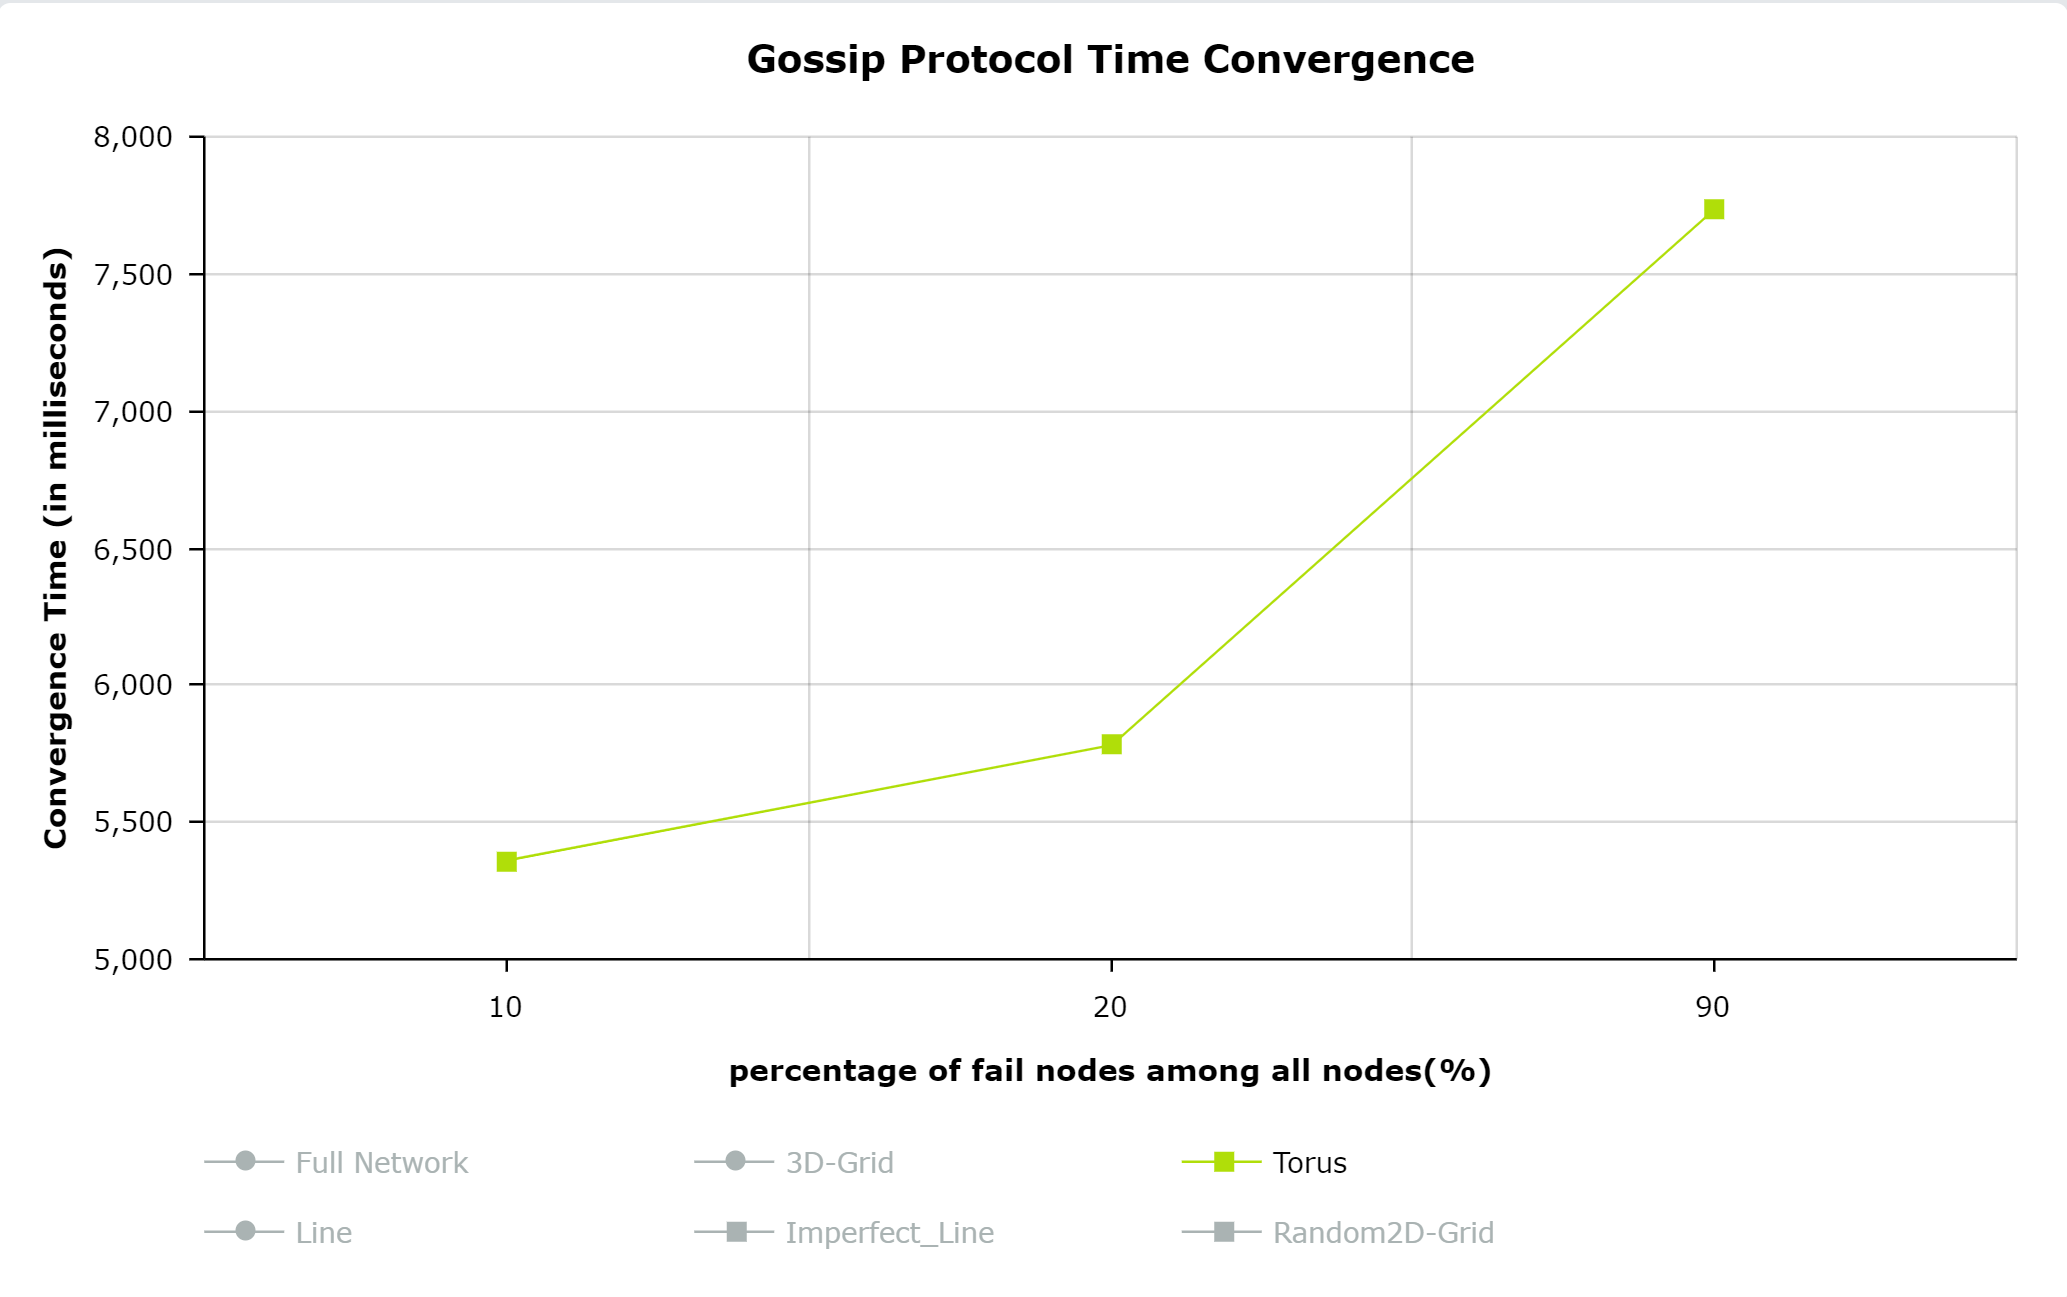 Gossip Protocol Time Convergence
Convergence Time (in milliseconds)
8,000
7,500
7,000
6,500
6,000
5,500
5,000
10 20 90
percentage of fail nodes among all nodes(%)
Full Network 3D-Grid Torus
Line Imperfect_Line Random2D-Grid